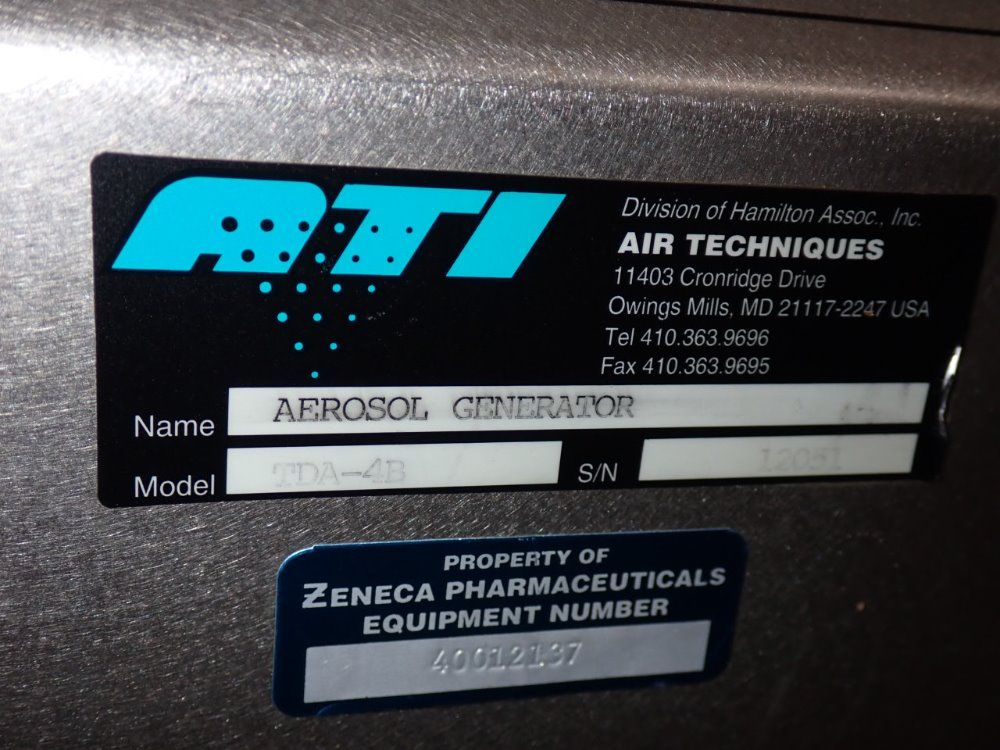 ATI
Division of Hamilton Assoc., Inc.
AIR TECHNIQUES
11403 Cronridge Drive
Owings Mills, MD 21117-2247 USA
Tel 410.363.9696
Fax 410.363.9695
Name AEROSOL GENERATOR
Model TDA-4B S/N 12051
PROPERTY OF
ZENECA PHARMACEUTICALS
EQUIPMENT NUMBER
40012137